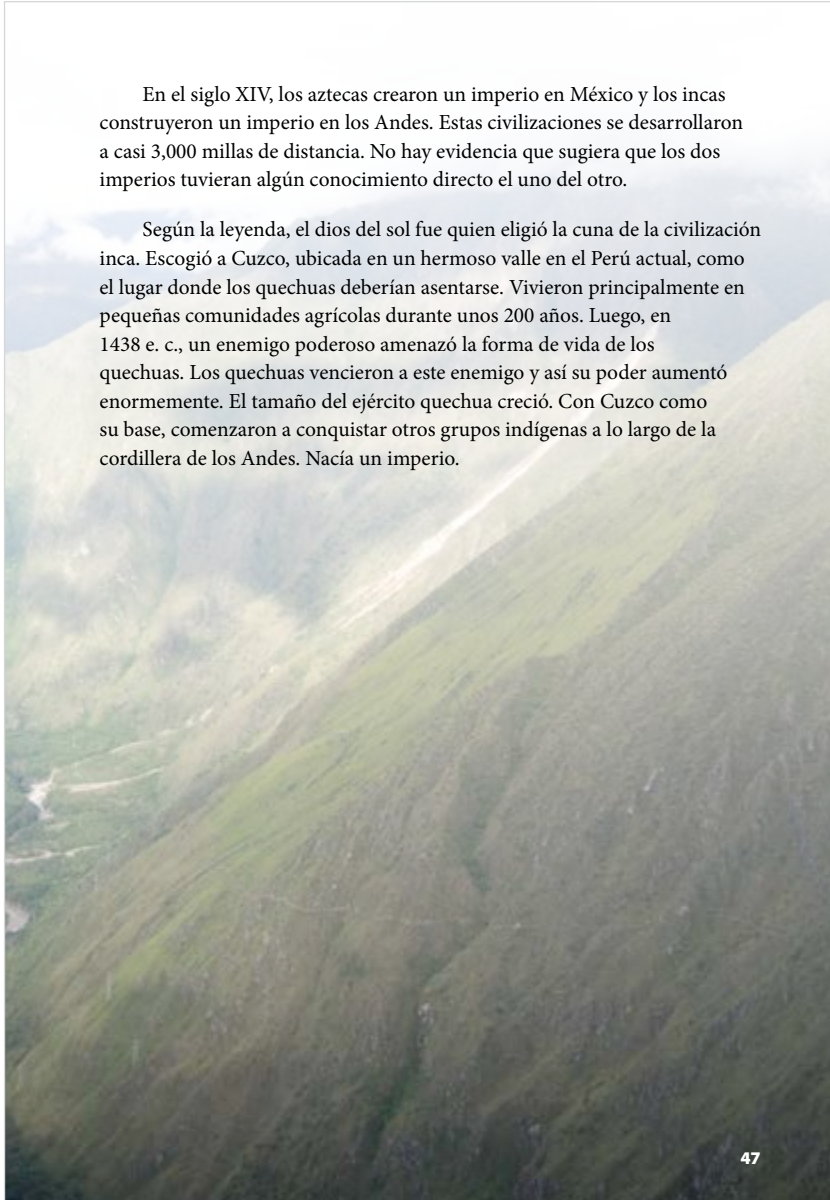 En el siglo XIV, los aztecas crearon un imperio en México y los incas
construyeron un imperio en los Andes. Estas civilizaciones se desarrollaron
a casi 3,000 millas de distancia. No hay evidencia que sugiera que los dos
imperios tuvieran algún conocimiento directo el uno del otro.
Según la leyenda, el dios del sol fue quien eligió la cuna de la civilización
inca. Escogió a Cuzco, ubicada en un hermoso valle en el Perú actual, como
el lugar donde los quechuas deberían asentarse. Vivieron principalmente en
pequeñas comunidades agrícolas durante unos 200 años. Luego, en
1438 e. c., un enemigo poderoso amenazó la forma de vida de los
quechuas. Los quechuas vencieron a este enemigo y así su poder aumentó
enormemente. El tamaño del ejército quechua creció. Con Cuzco como
su base, comenzaron a conquistar otros grupos indígenas a lo largo de la
cordillera de los Andes. Nacía un imperio.
47